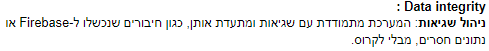 Data integrity :
ניהול שגיאות: המערכת מתמודדת עם שגיאות ומתעדת אותן, כגון חיבורים שנכשלו ל-Firebase או
נתונים חסרים, מבלי לקרוס.